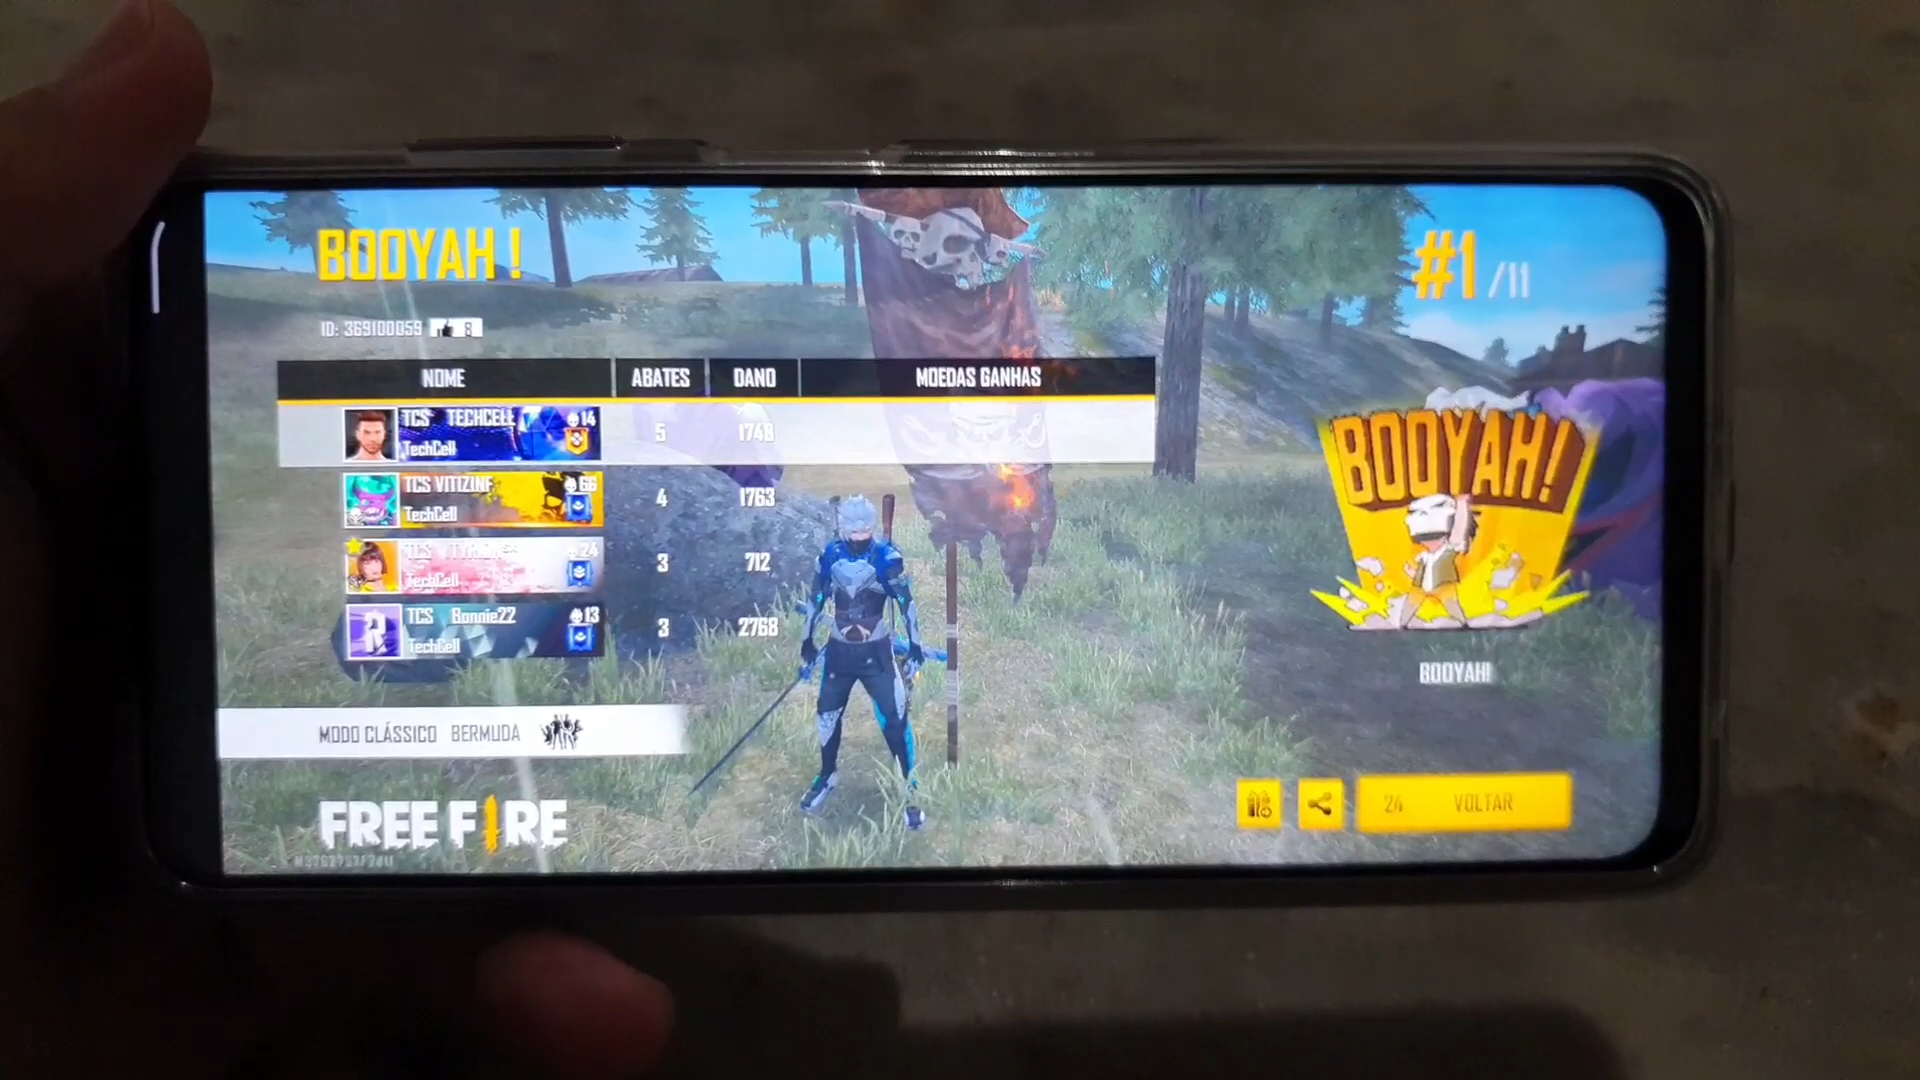 BOOYAH !
#1 /11
ID: 369100059 8
NOME ABATES DANO MOEDAS GANHAS
TCS TECHCELL 14
TechCell
5 1748
TCS VITIZINF 66
TechCell
4 1763
TCS 24
TechCell
3 712
TCS Bonnie22 13
TechCell
3 2768
BOOYAH!
BOOYAH!
MODO CLÁSSICO BERMUDA
24 VOLTAR
FREE FIRE